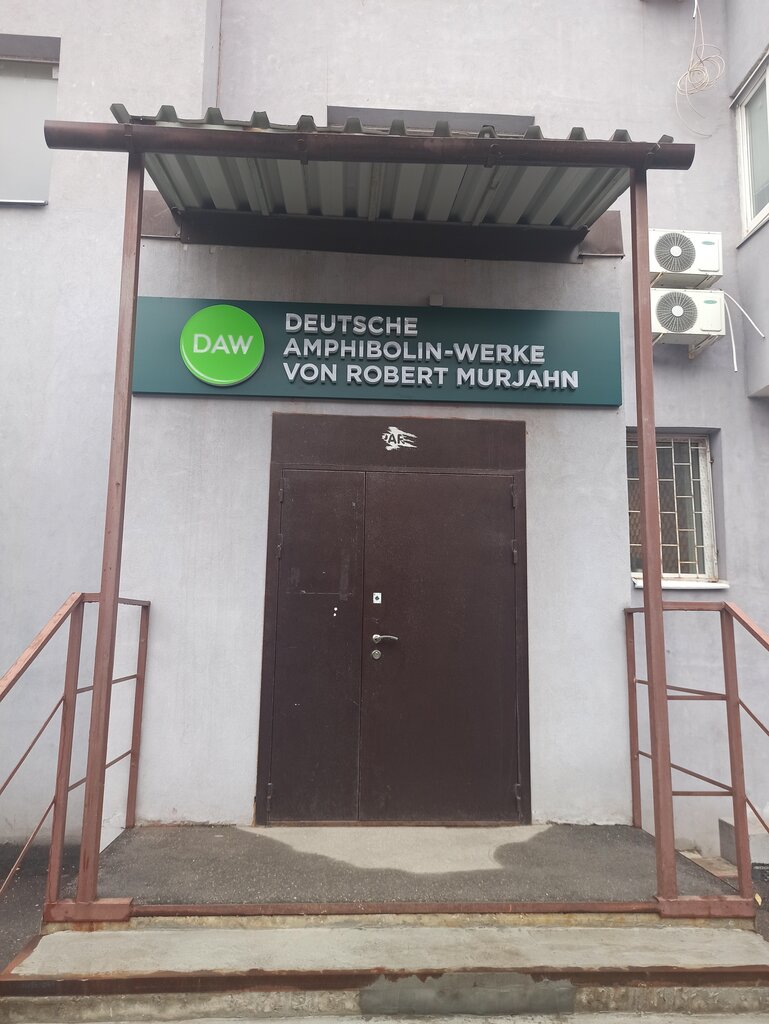 DAW
DEUTSCHE
AMPHIBOLIN-WERKE
VON ROBERT MURJAHN